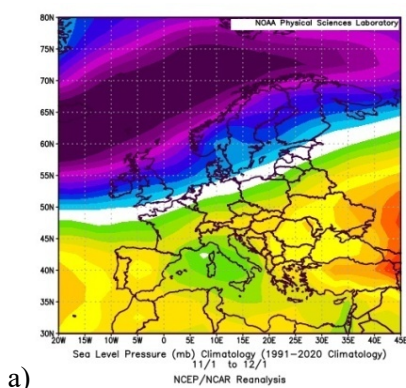 NOAA Physical Sciences Laboratory
80N
75N
70N
65N
60N
55N
50N
45N
40N
35N
30N
20W 15W 10W 5W 0 5E 10E 15E 20E 25E 30E 35E 40E 45E
Sea Level Pressure (mb) Climatology (1991-2020 Climatology)
11/1 to 12/1
NCEP/NCAR Reanalysis
a)